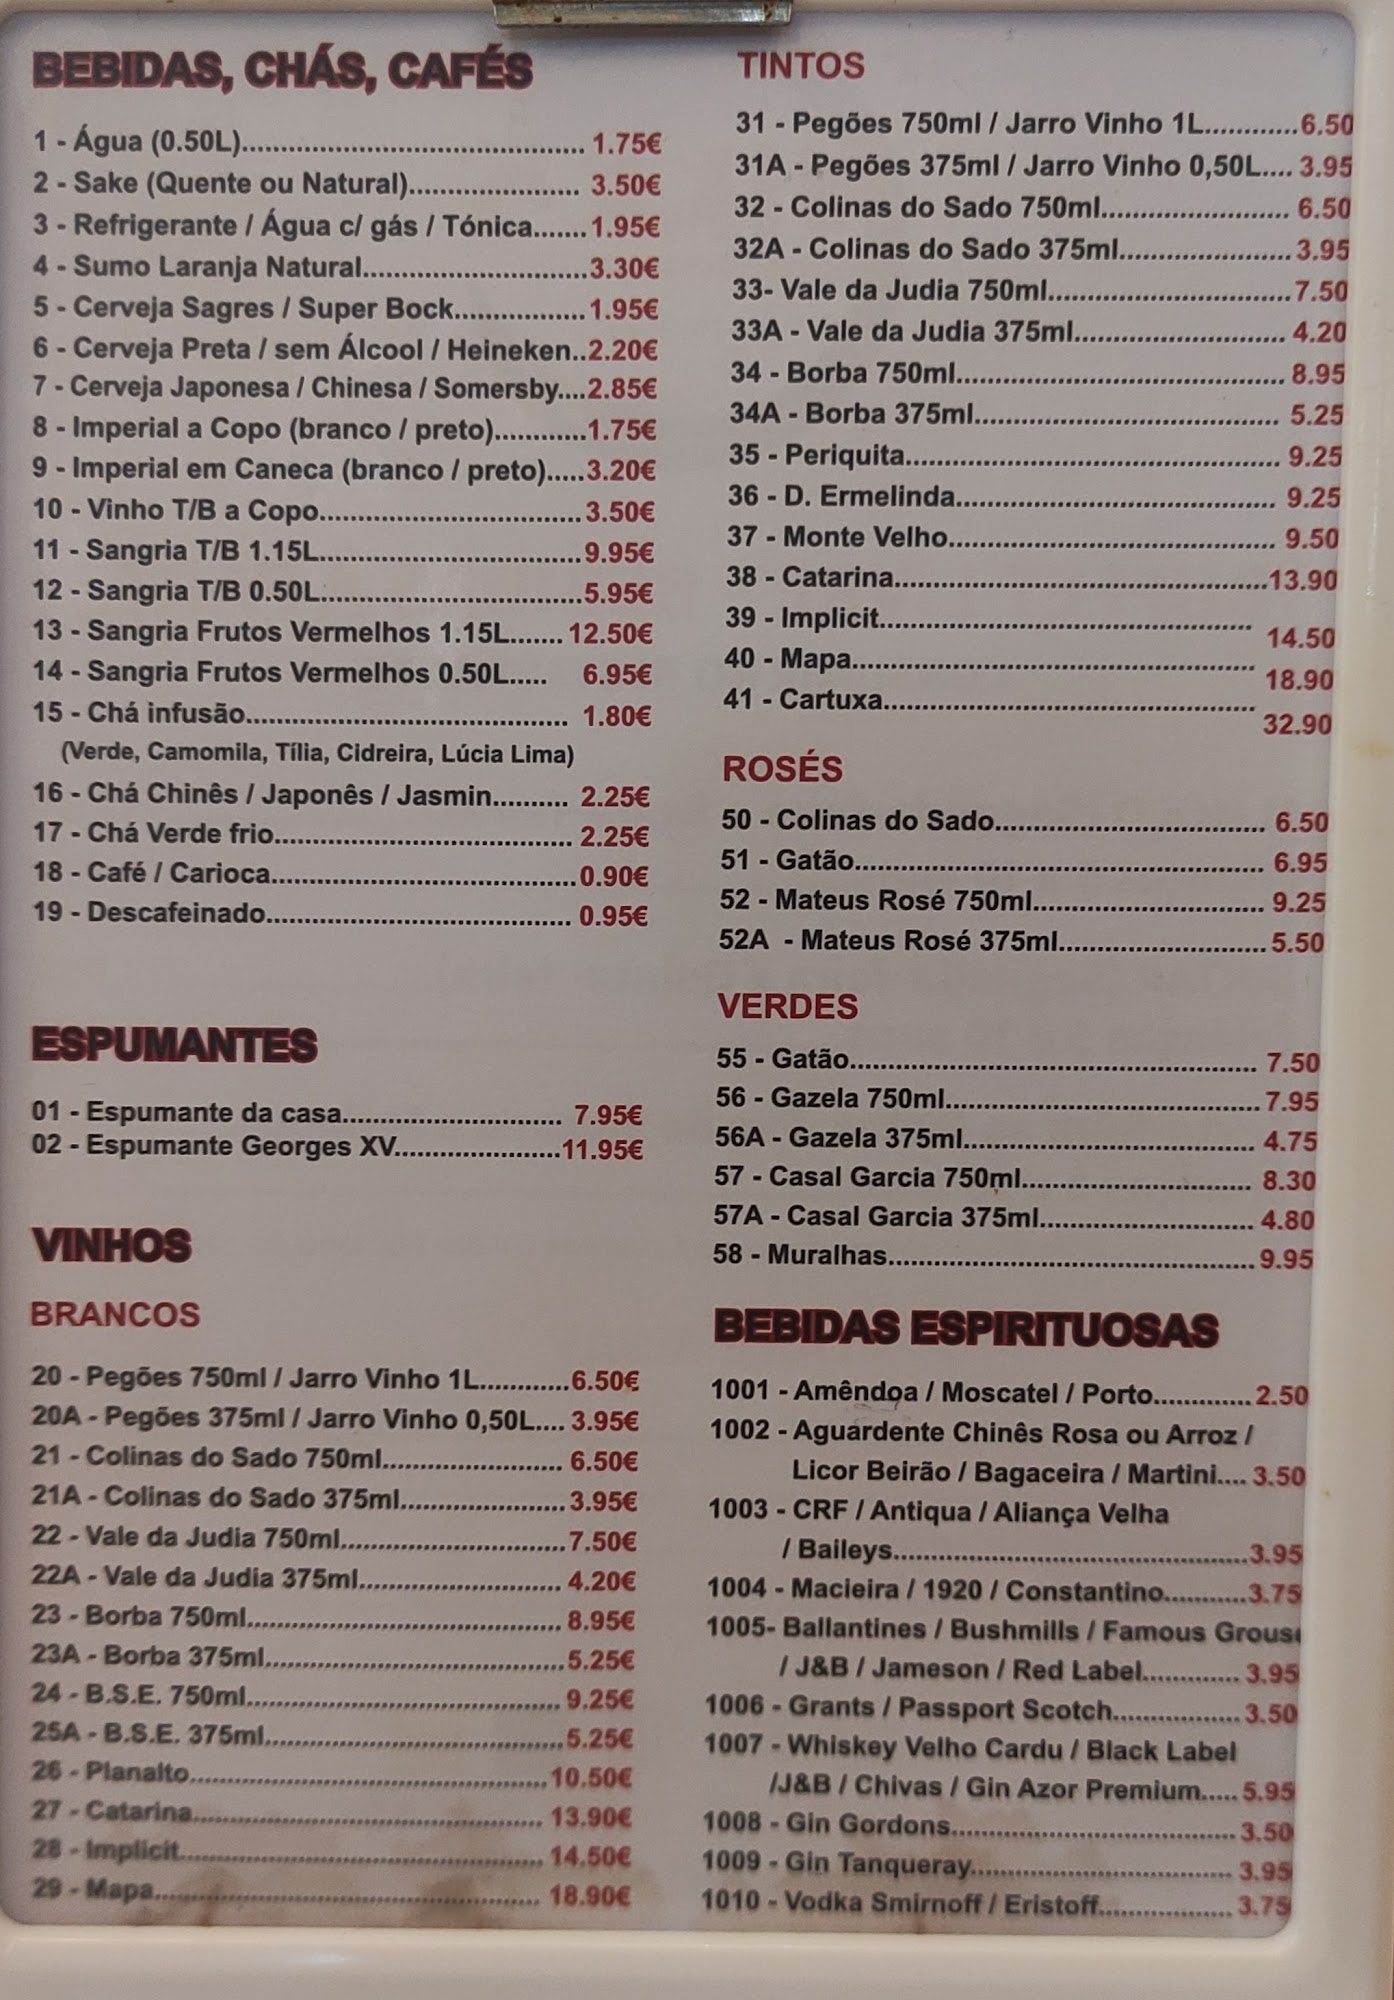 BEBIDAS, CHÁS, CAFÉS
1 - Água (0.50L)............................................ 1.75€
2 - Sake (Quente ou Natural)...................... 3.50€
3 - Refrigerante / Água c/ gás / Tónica.......1.95€
4 - Sumo Laranja Natural.............................3.30€
5 - Cerveja Sagres / Super Bock.................1.95€
6 - Cerveja Preta / sem Álcool / Heineken..2.20€
7 - Cerveja Japonesa / Chinesa / Somersby....2.85€
8 - Imperial a Copo (branco / preto)............1.75€
9 - Imperial em Caneca (branco / preto).....3.20€
10 - Vinho T/B a Copo..................................3.50€
11 - Sangria T/B 1.15L..................................9.95€
12 - Sangria T/B 0.50L..................................5.95€
13 - Sangria Frutos Vermelhos 1.15L....... 12.50€
14 - Sangria Frutos Vermelhos 0.50L..... 6.95€
15 - Chá infusão.......................................... 1.80€
(Verde, Camomila, Tília, Cidreira, Lúcia Lima)
16 - Chá Chinês / Japonês / Jasmin.......... 2.25€
17 - Chá Verde frio....................................... 2.25€
18 - Café / Carioca........................................0.90€
19 - Descafeinado........................................ 0.95€
ESPUMANTES
01 - Espumante da casa............................. 7.95€
02 - Espumante Georges XV......................11.95€
VINHOS
BRANCOS
20 - Pegões 750ml / Jarro Vinho 1L............6.50€
20A - Pegões 375ml / Jarro Vinho 0,50L.... 3.95€
21 - Colinas do Sado 750ml........................ 6.50€
21A - Colinas do Sado 375ml......................3.95€
22 - Vale da Judia 750ml..............................7.50€
22A - Vale da Judia 375ml........................... 4.20€
23 - Borba 750ml.......................................... 8.95€
23A - Borba 375ml........................................5.25€
24 - B.S.E. 750ml.......................................... 9.25€
25A - B.S.E. 375ml........................................5.25€
26 - Planalto................................................10.50€
27 - Catarina............................................... 13.90€
28 - Implicit................................................. 14.50€
29 - Mapa..................................................... 18.90€
TINTOS
31 - Pegões 750ml / Jarro Vinho 1L............6.50
31A - Pegões 375ml / Jarro Vinho 0,50L.... 3.95
32 - Colinas do Sado 750ml........................ 6.50
32A - Colinas do Sado 375ml......................3.95
33- Vale da Judia 750ml...............................7.50
33A - Vale da Judia 375ml........................... 4.20
34 - Borba 750ml.......................................... 8.95
34A - Borba 375ml....................................... 5.25
35 - Periquita................................................ 9.25
36 - D. Ermelinda......................................... 9.25
37 - Monte Velho.......................................... 9.50
38 - Catarina................................................13.90
39 - Implicit................................................ 14.50
40 - Mapa.................................................... 18.90
41 - Cartuxa................................................ 32.90
ROSÉS
50 - Colinas do Sado................................... 6.50
51 - Gatão..................................................... 6.95
52 - Mateus Rosé 750ml.............................. 9.25
52A - Mateus Rosé 375ml...........................5.50
VERDES
55 - Gatão..................................................... 7.50
56 - Gazela 750ml.........................................7.95
56A - Gazela 375ml...................................... 4.75
57 - Casal Garcia 750ml.............................. 8.30
57A - Casal Garcia 375ml............................ 4.80
58 - Muralhas................................................9.95
BEBIDAS ESPIRITUOSAS
1001 - Amêndoa / Moscatel / Porto.............2.50
1002 - Aguardente Chinês Rosa ou Arroz /
Licor Beirão / Bagaceira / Martini.... 3.50
1003 - CRF / Antiqua / Aliança Velha
/ Baileys..............................................3.95
1004 - Macieira / 1920 / Constantino...........3.75
1005- Ballantines / Bushmills / Famous Grouse
/ J&B / Jameson / Red Label............. 3.95
1006 - Grants / Passport Scotch................. 3.50
1007 - Whiskey Velho Cardu / Black Label
/J&B / Chivas / Gin Azor Premium..... 5.95
1008 - Gin Gordons..................................... 3.50
1009 - Gin Tanqueray.................................. 3.95
1010 - Vodka Smirnoff / Eristoff................. 3.75